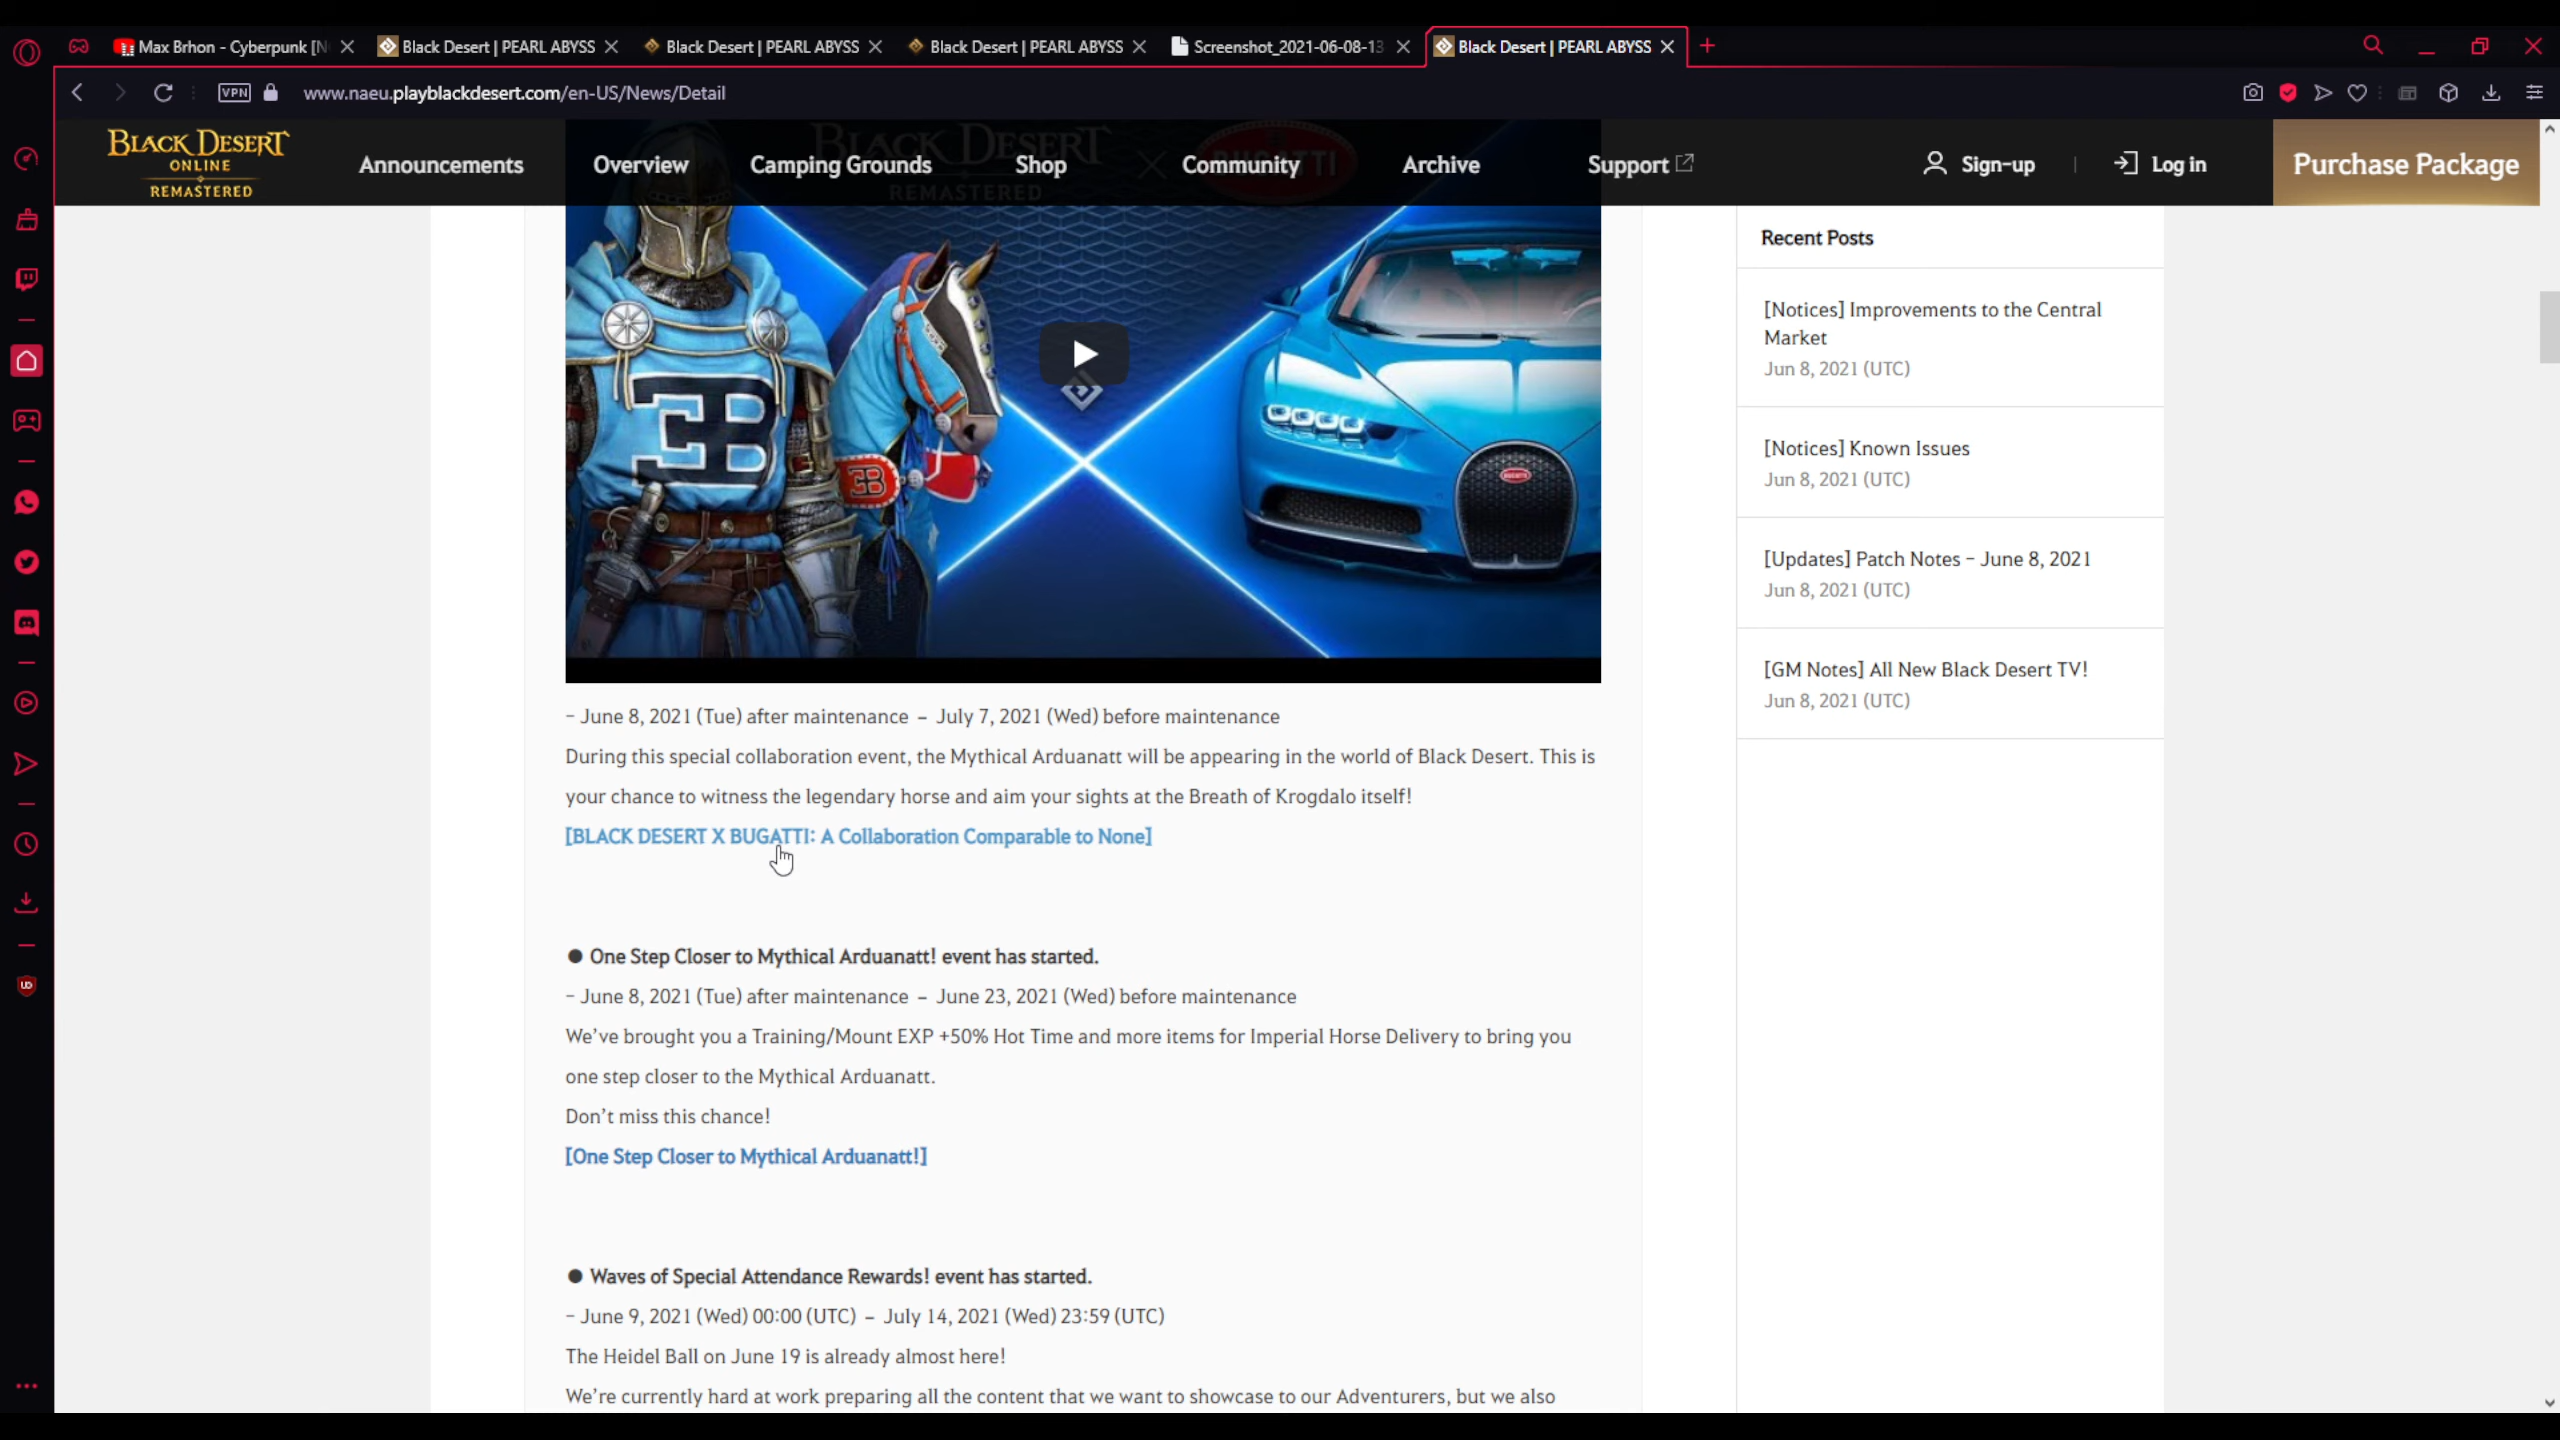 Max Brhon - Cyberpunk [N
Black Desert | PEARL ABYSS
Black Desert | PEARL ABYSS
Black Desert | PEARL ABYSS
Screenshot_2021-06-08-13
Black Desert | PEARL ABYSS
VPN
www.naeu.playblackdesert.com/en-US/News/Detail
BLACK DESERT
ONLINE
REMASTERED
Announcements
Overview
Camping Grounds
Shop
Community
Archive
Support
Sign-up
Log in
Purchase Package
BLACK DESERT
REMASTERED
BUGATTI
EB
EB
BUGATTI
- June 8, 2021 (Tue) after maintenance – July 7, 2021 (Wed) before maintenance
During this special collaboration event, the Mythical Arduanatt will be appearing in the world of Black Desert. This is
your chance to witness the legendary horse and aim your sights at the Breath of Krogdalo itself!
[BLACK DESERT X BUGATTI: A Collaboration Comparable to None]
● One Step Closer to Mythical Arduanatt! event has started.
- June 8, 2021 (Tue) after maintenance – June 23, 2021 (Wed) before maintenance
We've brought you a Training/Mount EXP +50% Hot Time and more items for Imperial Horse Delivery to bring you
one step closer to the Mythical Arduanatt.
Don't miss this chance!
[One Step Closer to Mythical Arduanatt!]
● Waves of Special Attendance Rewards! event has started.
- June 9, 2021 (Wed) 00:00 (UTC) – July 14, 2021 (Wed) 23:59 (UTC)
The Heidel Ball on June 19 is already almost here!
We're currently hard at work preparing all the content that we want to showcase to our Adventurers, but we also
Recent Posts
[Notices] Improvements to the Central
Market
Jun 8, 2021 (UTC)
[Notices] Known Issues
Jun 8, 2021 (UTC)
[Updates] Patch Notes – June 8, 2021
Jun 8, 2021 (UTC)
[GM Notes] All New Black Desert TV!
Jun 8, 2021 (UTC)